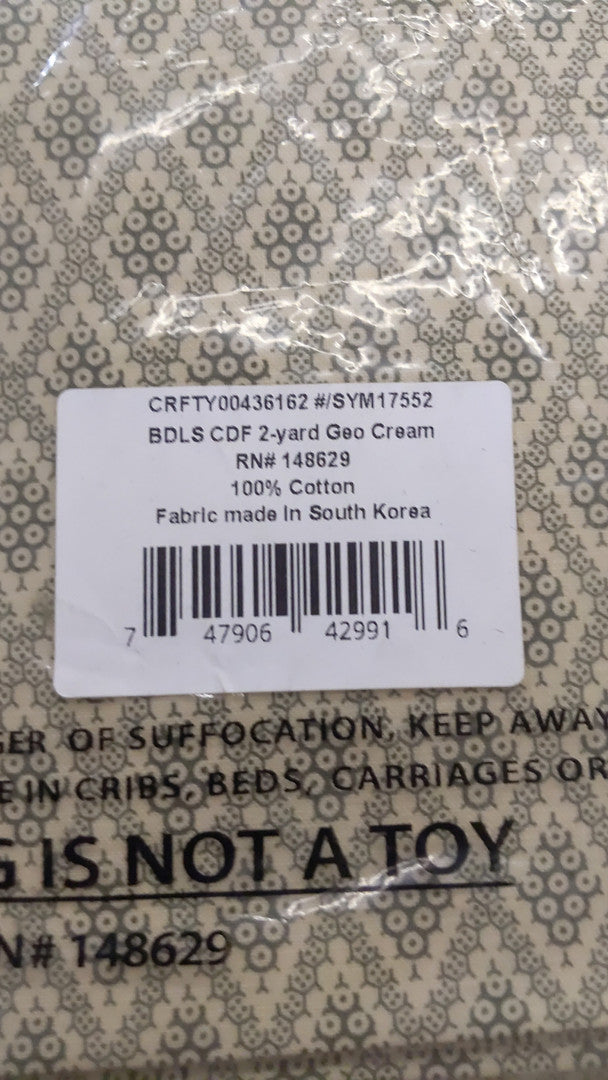 CRFTY00436162 #/SYM17552
BDLS CDF 2-yard Geo Cream
RN# 148629
100% Cotton
Fabric made In South Korea
7 47906 42991 6
GER OF SUFFOCATION, KEEP AWAY
E IN CRIBS, BEDS, CARRIAGES OR
G IS NOT A TOY
N# 148629